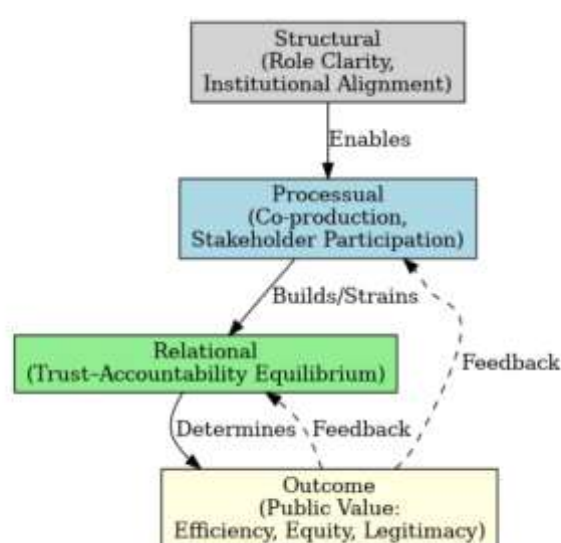 Structural
(Role Clarity,
Institutional Alignment)
Enables
Processual
(Co-production,
Stakeholder Participation)
Builds/Strains
Feedback
Relational
(Trust–Accountability Equilibrium)
Determines
Feedback
Outcome
(Public Value:
Efficiency, Equity, Legitimacy)